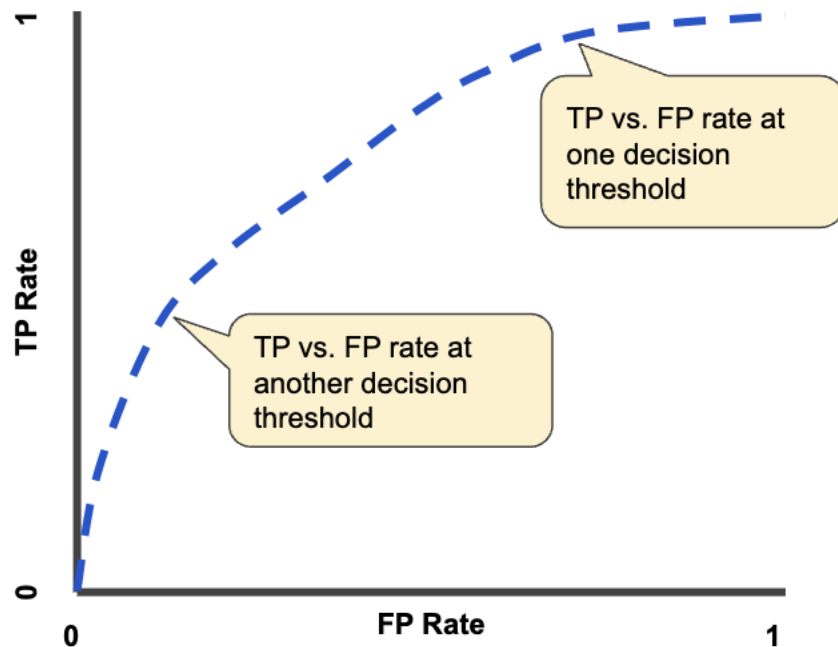 1
TP vs. FP rate at
one decision
threshold
TP Rate
TP vs. FP rate at
another decision
threshold
0
0
FP Rate
1